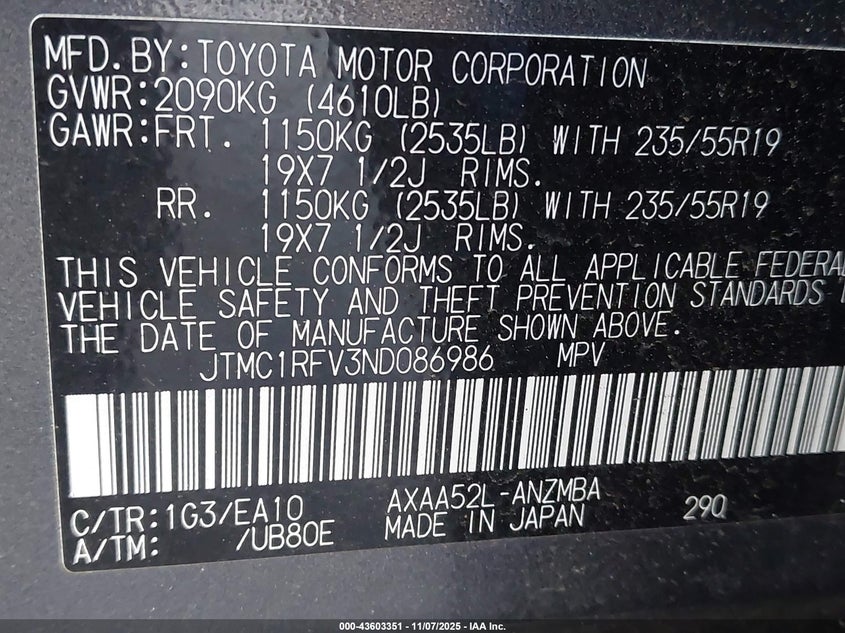 MFD.BY:TOYOTA MOTOR CORPORATION
GVWR:2090KG (4610LB)
GAWR:FRT. 1150KG (2535LB) WITH 235/55R19
19X7 1/2J RIMS.
RR. 1150KG (2535LB) WITH 235/55R19
19X7 1/2J RIMS.
THIS VEHICLE CONFORMS TO ALL APPLICABLE FEDERAL
VEHICLE SAFETY AND THEFT PREVENTION STANDARDS
THE DATE OF MANUFACTURE SHOWN ABOVE.
JTMC1RFV3ND086986 MPV
C/TR:1G3/EA10 AXAA52L-ANZMBA 29Q
A/TM: /UB80E MADE IN JAPAN
000-43603351 - 11/07/2025 - IAA Inc.